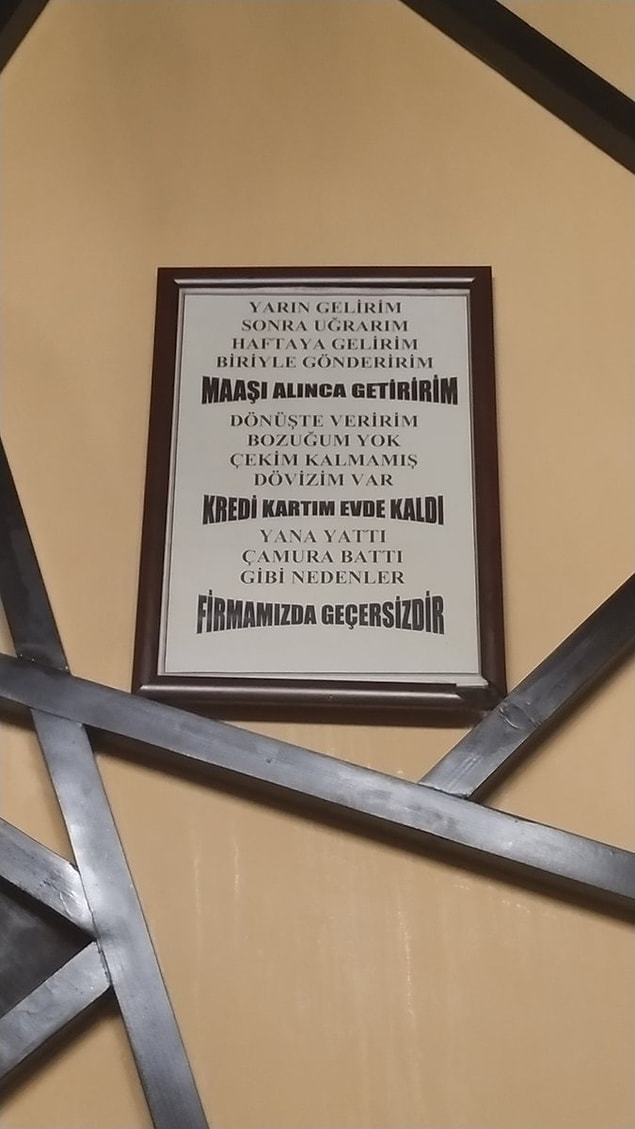 YARIN GELİRİM
SONRA UĞRARIM
HAFTAYA GELİRİM
BİRİYLE GÖNDERİRİM
MAAŞI ALINCA GETİRİRİM
DÖNÜŞTE VERİRİM
BOZUĞUM YOK
ÇEKİM KALMAMIŞ
DÖVİZİM VAR
KREDİ KARTIM EVDE KALDI
YANA YATTI
ÇAMURA BATTI
GİBİ NEDENLER
FİRMAMIZDA GEÇERSİZDİR